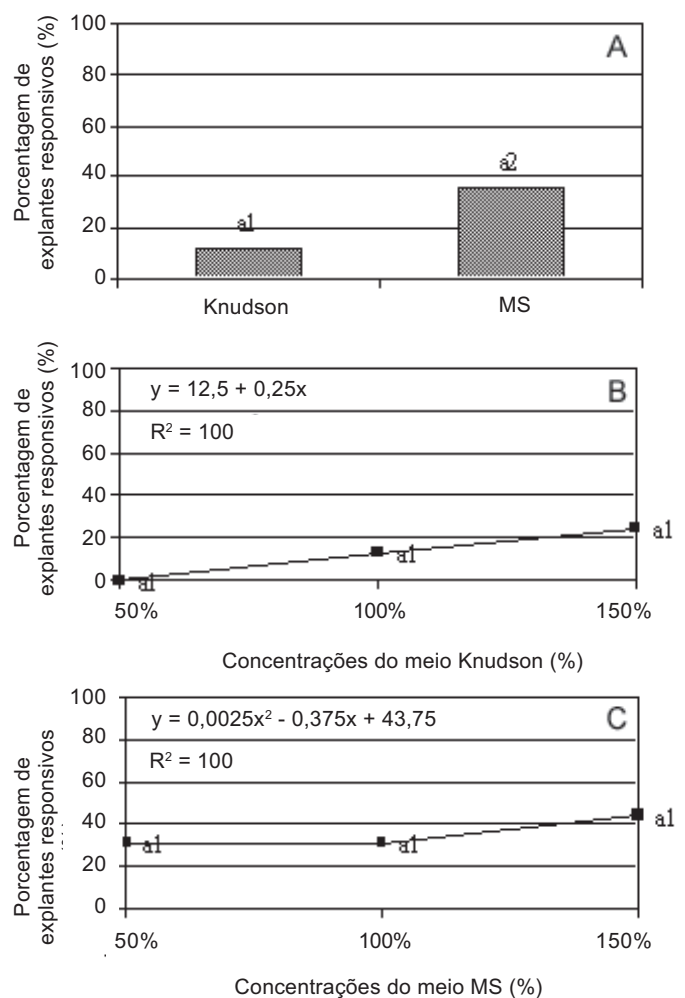 Porcentagem de
explantes responsivos (%)
100
80
60
40
20
0
A
a1
a2
Knudson
MS
Porcentagem de
explantes responsivos (%)
100
80
60
40
20
0
y = 12,5 + 0,25x
R² = 100
B
a1
a1
a1
50%
100%
150%
Concentrações do meio Knudson (%)
Porcentagem de
explantes responsivos
100
80
60
40
20
0
y = 0,0025x² - 0,375x + 43,75
R² = 100
C
a1
a1
a1
50%
100%
150%
Concentrações do meio MS (%)